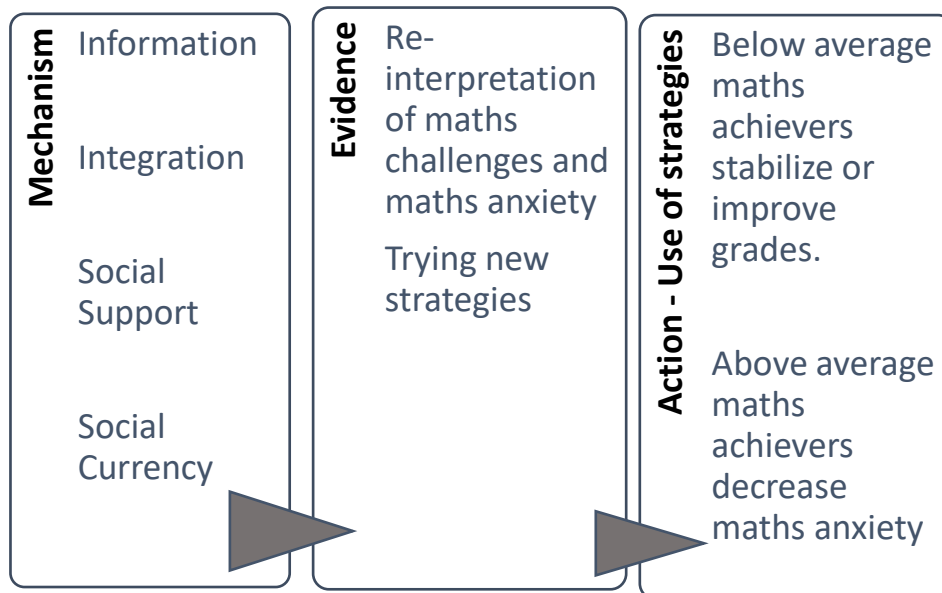 Mechanism
Information
Integration
Social
Support
Social
Currency
Evidence
Re-
interpretation
of maths
challenges and
maths anxiety
Trying new
strategies
Action - Use of strategies
Below average
maths
achievers
stabilize or
improve
grades.
Above average
maths
achievers
decrease
maths anxiety